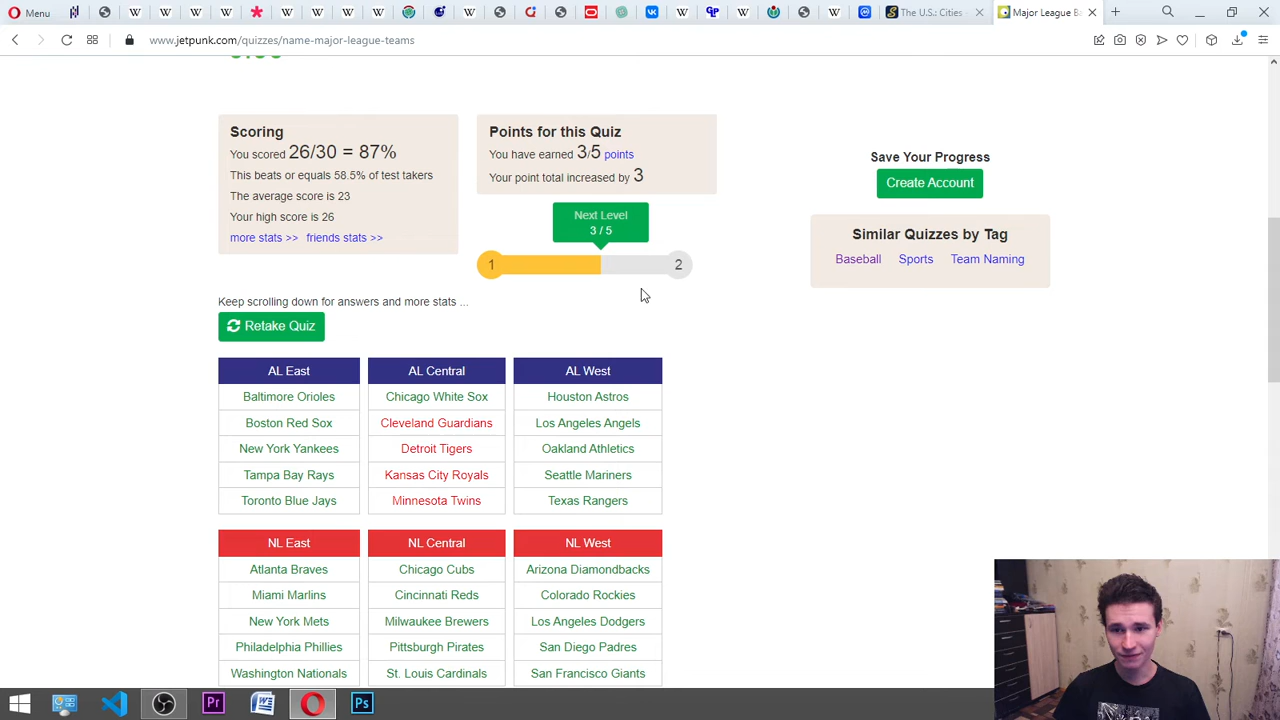 Menu
The U.S.: Cities
Major League Ba
www.jetpunk.com/quizzes/name-major-league-teams
Scoring
You scored 26/30 = 87%
This beats or equals 58.5% of test takers
The average score is 23
Your high score is 26
more stats >> friends stats >>
Points for this Quiz
You have earned 3/5 points
Your point total increased by 3
Next Level
3 / 5
1
2
Save Your Progress
Create Account
Similar Quizzes by Tag
Baseball Sports Team Naming
Keep scrolling down for answers and more stats ...
Retake Quiz
AL East AL Central AL West
Baltimore Orioles Chicago White Sox Houston Astros
Boston Red Sox Cleveland Guardians Los Angeles Angels
New York Yankees Detroit Tigers Oakland Athletics
Tampa Bay Rays Kansas City Royals Seattle Mariners
Toronto Blue Jays Minnesota Twins Texas Rangers
NL East NL Central NL West
Atlanta Braves Chicago Cubs Arizona Diamondbacks
Miami Marlins Cincinnati Reds Colorado Rockies
New York Mets Milwaukee Brewers Los Angeles Dodgers
Philadelphia Phillies Pittsburgh Pirates San Diego Padres
Washington Nationals St. Louis Cardinals San Francisco Giants
Pr
Ps